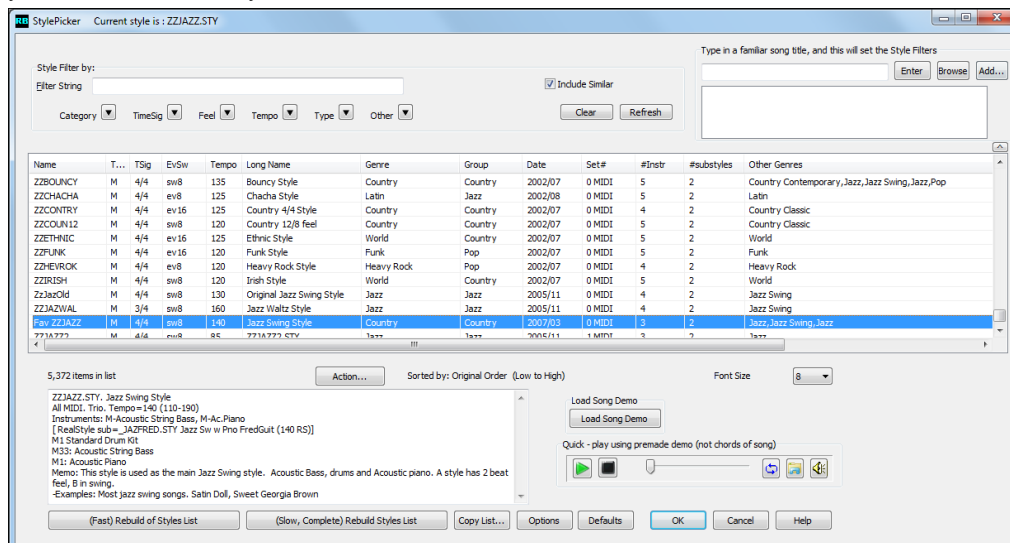 RB StylePicker Current style is : ZZJAZZ.STY
Type in a familiar song title, and this will set the Style Filters
Style Filter by:
Filter String
Include Similar
Enter Browse Add...
Category TimeSig Feel Tempo Type Other Clear Refresh
Name T... TSig EvSw Tempo Long Name Genre Group Date Set# #Instr #substyles Other Genres
ZZBOUNCY M 4/4 sw8 135 Bouncy Style Country Country 2002/07 0 MIDI 5 2 Country Contemporary,Jazz,Jazz Swing,Jazz,Pop
ZZCHACHA M 4/4 ev8 125 Chacha Style Latin Jazz 2002/08 0 MIDI 5 2 Latin
ZZCONTRY M 4/4 ev16 125 Country 4/4 Style Country Country 2002/07 0 MIDI 4 2 Country Classic
ZZCOUN12 M 4/4 sw8 120 Country 12/8 feel Country Country 2002/07 0 MIDI 5 2 Country Classic
ZZETHNIC M 4/4 ev16 125 Ethnic Style World Country 2002/07 0 MIDI 5 2 World
ZZFUNK M 4/4 ev16 120 Funk Style Funk Pop 2002/07 0 MIDI 5 2 Funk
ZZHEVROK M 4/4 ev8 120 Heavy Rock Style Heavy Rock Pop 2002/07 0 MIDI 4 2 Heavy Rock
ZZIRISH M 4/4 sw8 120 Irish Style World Country 2002/07 0 MIDI 5 2 World
ZzJazOld M 4/4 sw8 130 Original Jazz Swing Style Jazz Jazz 2005/11 0 MIDI 4 2 Jazz Swing
ZZJAZWAL M 3/4 sw8 160 Jazz Waltz Style Jazz Jazz 2005/11 0 MIDI 4 2 Jazz Swing
Fav ZZJAZZ M 4/4 sw8 140 Jazz Swing Style Country Country 2007/03 0 MIDI 3 2 Jazz,Jazz Swing,Jazz
ZZJAZZ2 M 4/4 sw8 85 ZZJAZZ2.STY Jazz Jazz 2005/11 1 MIDI 3 2 Jazz
5,372 items in list Action... Sorted by: Original Order (Low to High) Font Size 8
ZZJAZZ.STY. Jazz Swing Style
All MIDI. Trio. Tempo=140 (110-190)
Instruments: M-Acoustic String Bass, M-Ac.Piano
[ RealStyle sub=_JAZFRED.STY Jazz Sw w Pno FredGuit (140 RS)]
M1 Standard Drum Kit
M33: Acoustic String Bass
M1: Acoustic Piano
Memo: This style is used as the main Jazz Swing style. Acoustic Bass, drums and Acoustic piano. A style has 2 beat
feel, B in swing.
-Examples: Most jazz swing songs. Satin Doll, Sweet Georgia Brown
Load Song Demo
Load Song Demo
Quick - play using premade demo (not chords of song)
(Fast) Rebuild of Styles List (Slow, Complete) Rebuild Styles List Copy List... Options Defaults OK Cancel Help